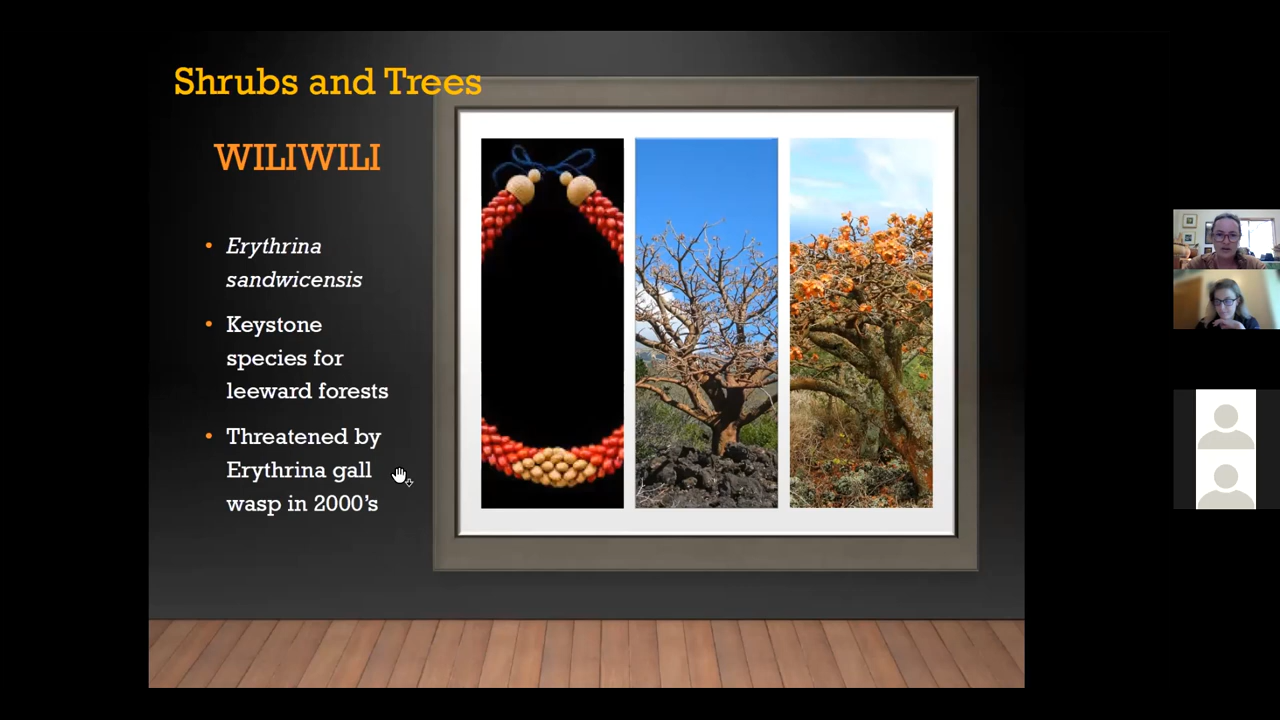 Shrubs and Trees
WILIWILI
• Erythrina
sandwicensis
• Keystone
species for
leeward forests
• Threatened by
Erythrina gall
wasp in 2000’s